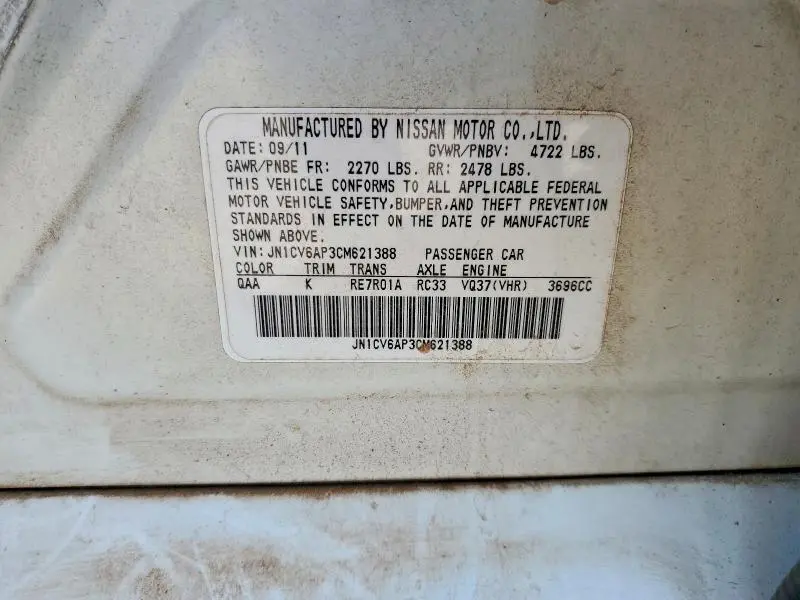 MANUFACTURED BY NISSAN MOTOR CO.,LTD.
DATE: 09/11 GVWR/PNBV: 4722 LBS.
GAWR/PNBE FR: 2270 LBS. RR: 2478 LBS.
THIS VEHICLE CONFORMS TO ALL APPLICABLE FEDERAL
MOTOR VEHICLE SAFETY,BUMPER,AND THEFT PREVENTION
STANDARDS IN EFFECT ON THE DATE OF MANUFACTURE
SHOWN ABOVE.
VIN: JN1CV6AP3CM621388 PASSENGER CAR
COLOR TRIM TRANS AXLE ENGINE
QAA K RE7R01A RC33 VQ37(VHR) 3696CC
JN1CV6AP3CM621388